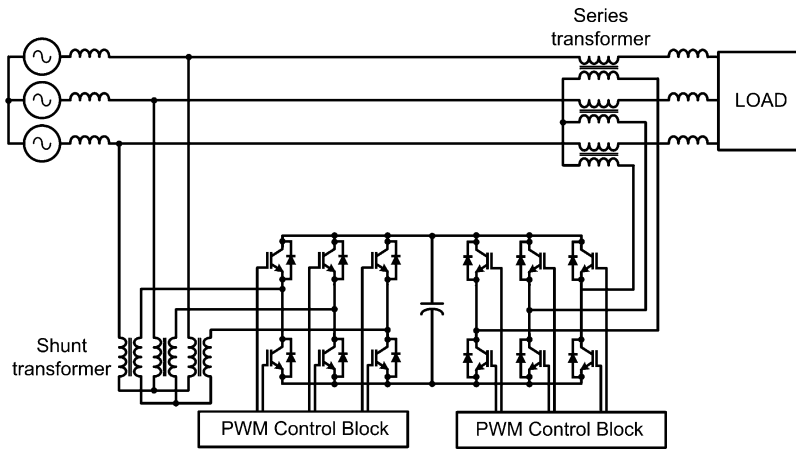 Series
transformer
LOAD
Shunt
transformer
PWM Control Block
PWM Control Block